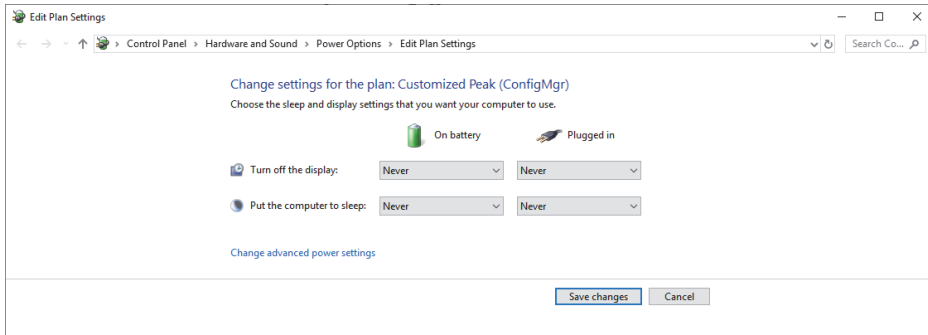 Edit Plan Settings
Control Panel > Hardware and Sound > Power Options > Edit Plan Settings
Search Co...
Change settings for the plan: Customized Peak (ConfigMgr)
Choose the sleep and display settings that you want your computer to use.
On battery Plugged in
Turn off the display: Never Never
Put the computer to sleep: Never Never
Change advanced power settings
Save changes Cancel